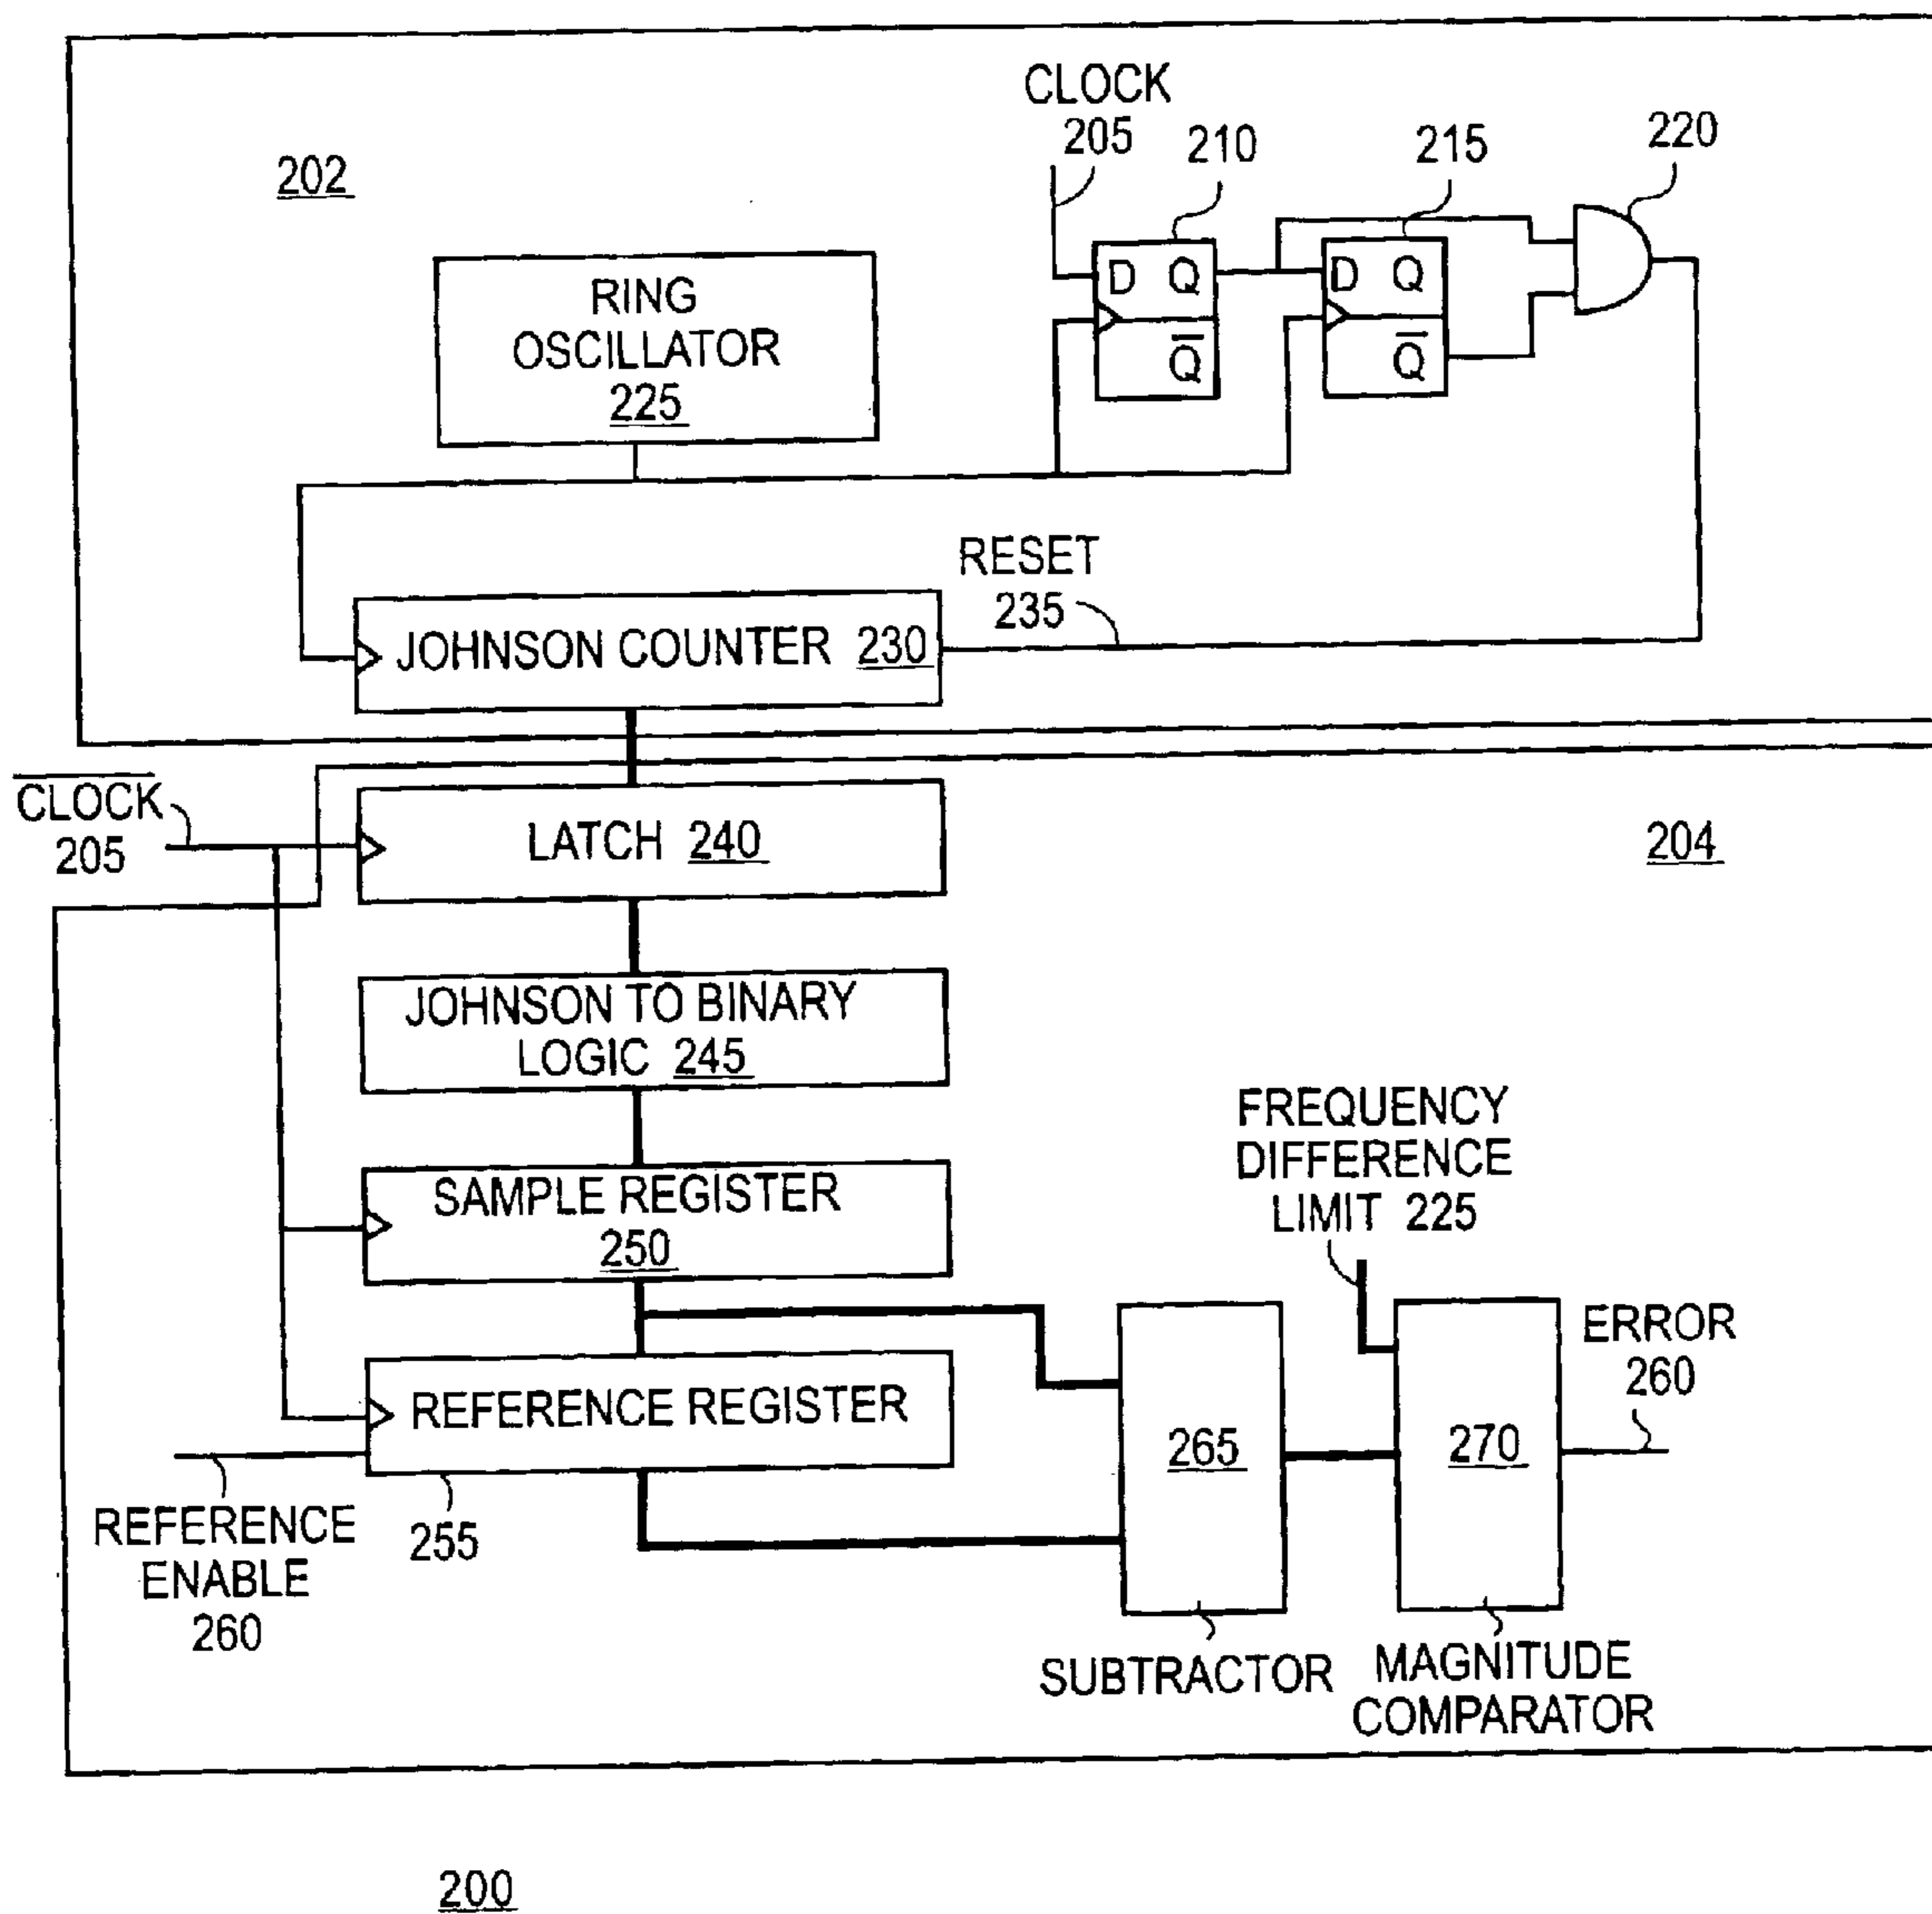 CLOCK
205
210
215
220
202
D Q
Q̅
D Q
Q̅
RING
OSCILLATOR
225
RESET
235
JOHNSON COUNTER 230
C̅L̅O̅C̅K̅
205
LATCH 240
204
JOHNSON TO BINARY
LOGIC 245
FREQUENCY
DIFFERENCE
LIMIT 225
SAMPLE REGISTER
250
ERROR
260
REFERENCE REGISTER
265
270
REFERENCE
ENABLE
260
255
SUBTRACTOR
MAGNITUDE
COMPARATOR
200